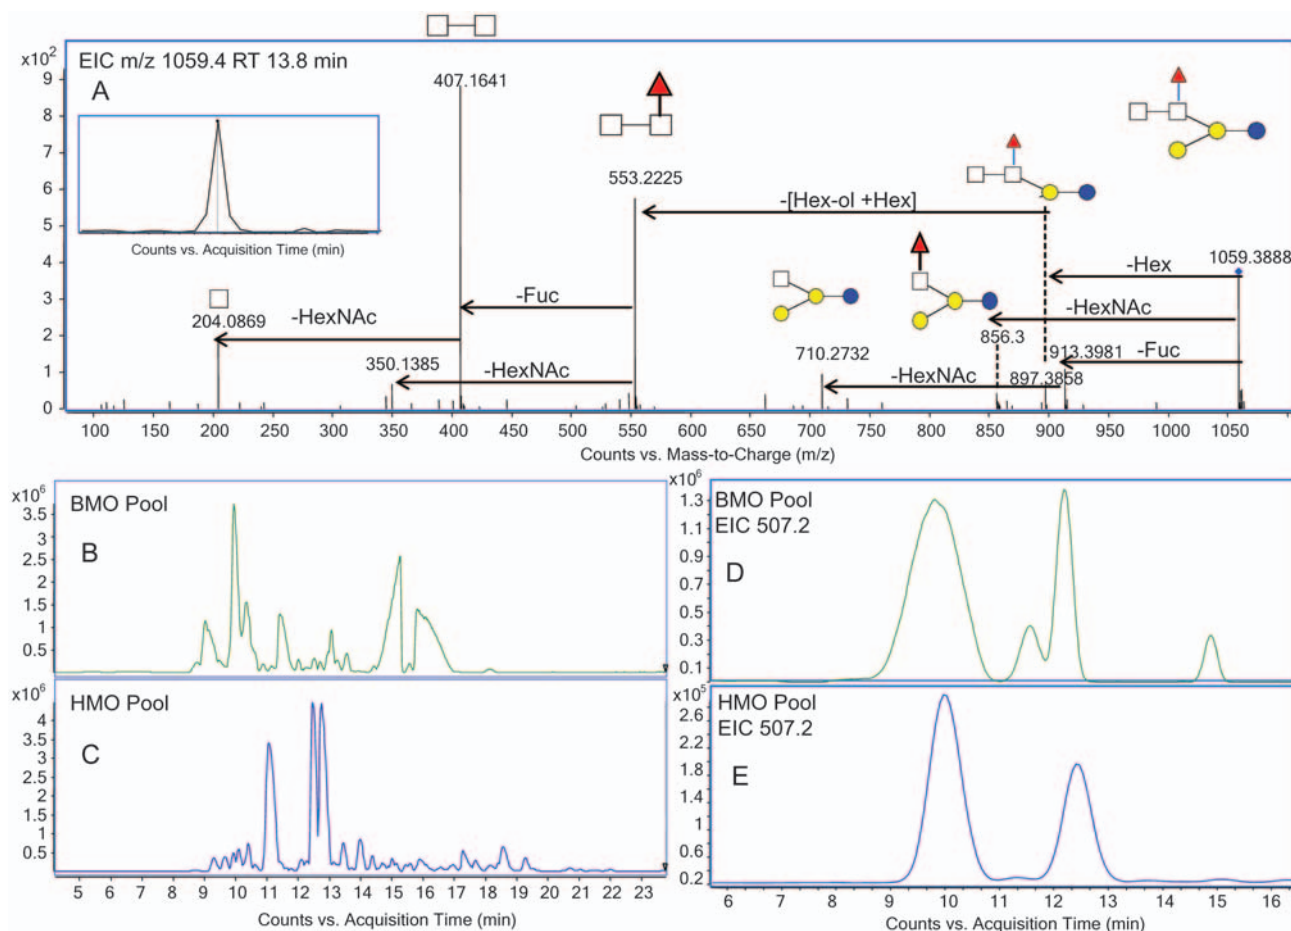 EIC m/z 1059.4 RT 13.8 min
x10²
A
9
8
7
6
5
4
3
2
1
0
Counts vs. Acquisition Time (min)
407.1641
553.2225
-[Hex-ol +Hex]
1059.3888
-Hex
-Fuc
-HexNAc
204.0869
-HexNAc
856.3
710.2732
913.3981
-Fuc
350.1385
-HexNAc
-HexNAc
897.3858
100 150 200 250 300 350 400 450 500 550 600 650 700 750 800 850 900 950 1000 1050
Counts vs. Mass-to-Charge (m/z)
x10⁶
BMO Pool
B
3.5
3
2.5
2
1.5
1
0.5
x10⁶
HMO Pool
C
4
3.5
3
2.5
2
1.5
1
0.5
5 6 7 8 9 10 11 12 13 14 15 16 17 18 19 20 21 22 23
Counts vs. Acquisition Time (min)
x10⁶
BMO Pool
EIC 507.2
D
1.3
1.1
0.9
0.7
0.5
0.3
0.1
x10⁵
HMO Pool
EIC 507.2
E
2.6
2.2
1.8
1.4
1
0.6
0.2
6 7 8 9 10 11 12 13 14 15 16
Counts vs. Acquisition Time (min)